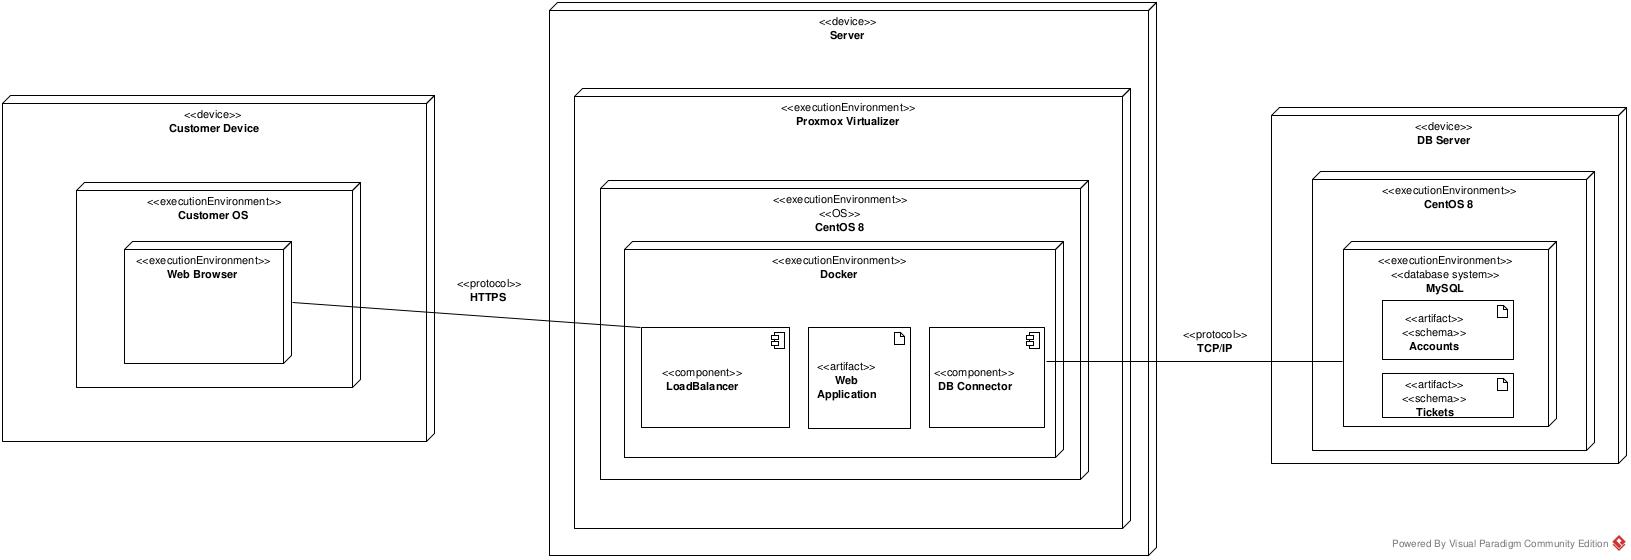 <<device>>
Customer Device
<<executionEnvironment>>
Customer OS
<<executionEnvironment>>
Web Browser
<<protocol>>
HTTPS
<<device>>
Server
<<executionEnvironment>>
Proxmox Virtualizer
<<executionEnvironment>>
<<OS>>
CentOS 8
<<executionEnvironment>>
Docker
<<component>>
LoadBalancer
<<artifact>>
Web
Application
<<component>>
DB Connector
<<protocol>>
TCP/IP
<<device>>
DB Server
<<executionEnvironment>>
CentOS 8
<<executionEnvironment>>
<<database system>>
MySQL
<<artifact>>
<<schema>>
Accounts
<<artifact>>
<<schema>>
Tickets
Powered By Visual Paradigm Community Edition